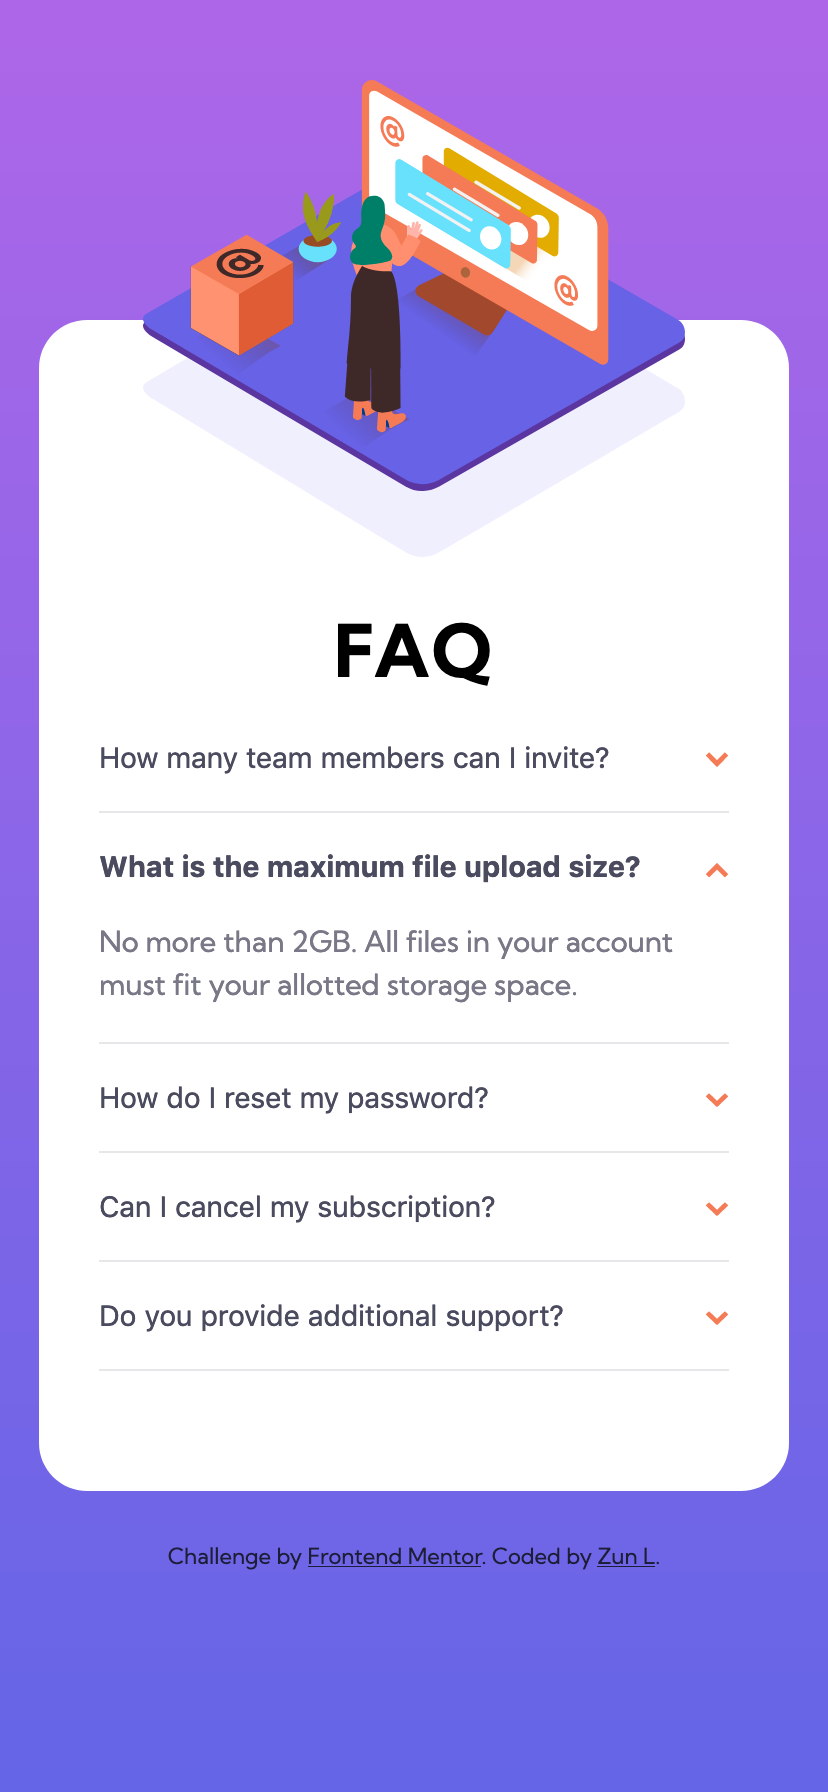 @
@
@
FAQ
How many team members can I invite?
What is the maximum file upload size?
No more than 2GB. All files in your account
must fit your allotted storage space.
How do I reset my password?
Can I cancel my subscription?
Do you provide additional support?
Challenge by Frontend Mentor. Coded by Zun L.